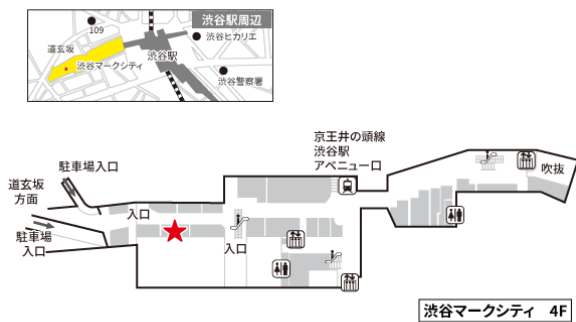 渋谷駅周辺
109
渋谷ヒカリエ
道玄坂
渋谷駅
渋谷マークシティ
渋谷警察署
京王井の頭線
渋谷駅
アベニュー口
吹抜
駐車場入口
道玄坂
方面
入口
駐車場
入口
入口
渋谷マークシティ 4F